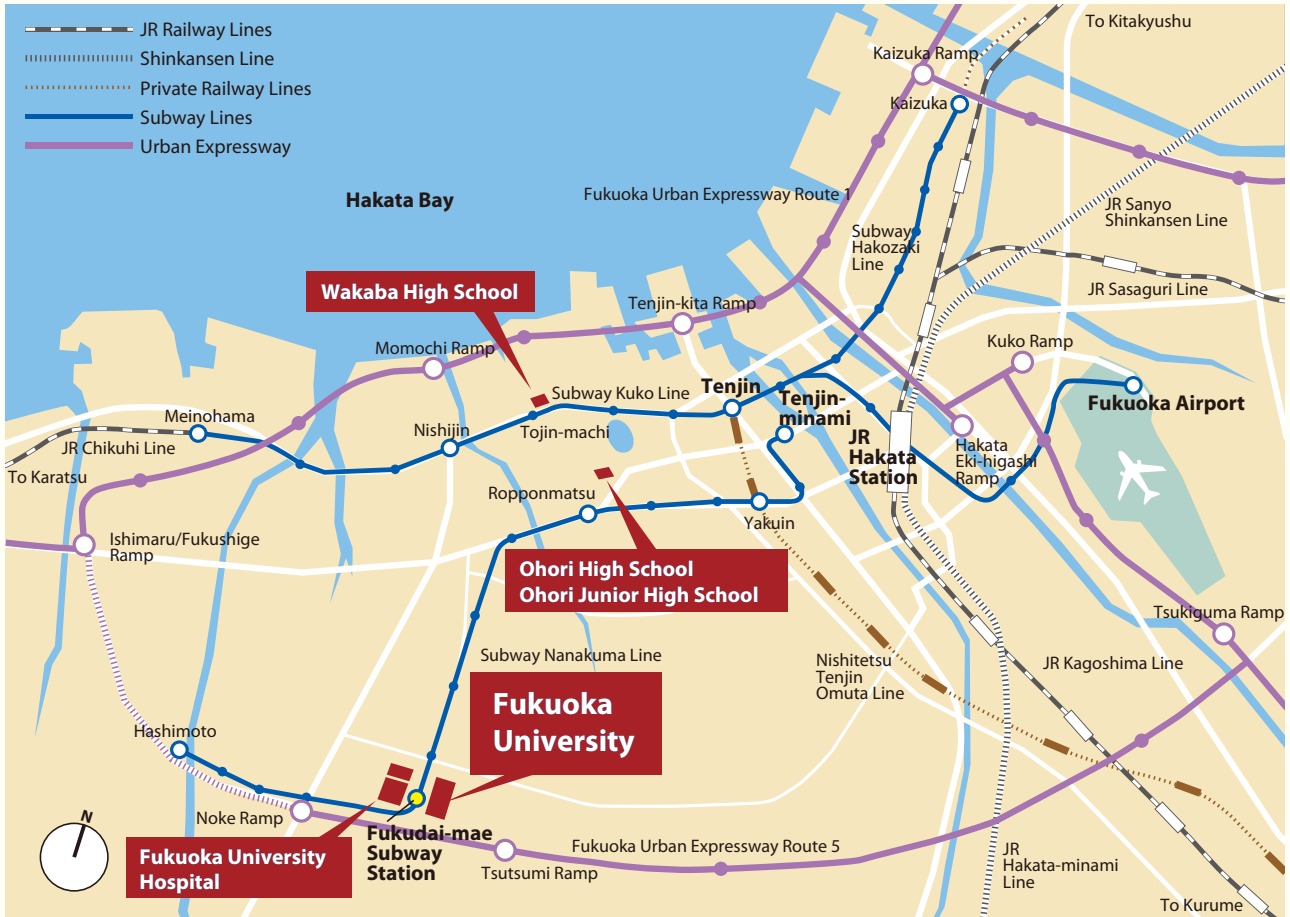 JR Railway Lines
Shinkansen Line
Private Railway Lines
Subway Lines
Urban Expressway
To Kitakyushu
Kaizuka Ramp
Kaizuka
Hakata Bay
Fukuoka Urban Expressway Route 1
JR Sanyo
Shinkansen Line
Subway
Hakozaki
Line
Wakaba High School
Tenjin-kita Ramp
JR Sasaguri Line
Momochi Ramp
Kuko Ramp
Subway Kuko Line
Tenjin
Tenjin-
minami
Fukuoka Airport
Meinohama
JR Chikuhi Line
Nishijin
Tojin-machi
JR
Hakata
Station
Hakata
Eki-higashi
Ramp
To Karatsu
Ropponmatsu
Yakuin
Ishimaru/Fukushige
Ramp
Ohori High School
Ohori Junior High School
Tsukiguma Ramp
Subway Nanakuma Line
Nishitetsu
Tenjin
Omuta Line
JR Kagoshima Line
Fukuoka
University
Hashimoto
Noke Ramp
N
Fukudai-mae
Subway
Station
Fukuoka University
Hospital
Tsutsumi Ramp
Fukuoka Urban Expressway Route 5
JR
Hakata-minami
Line
To Kurume